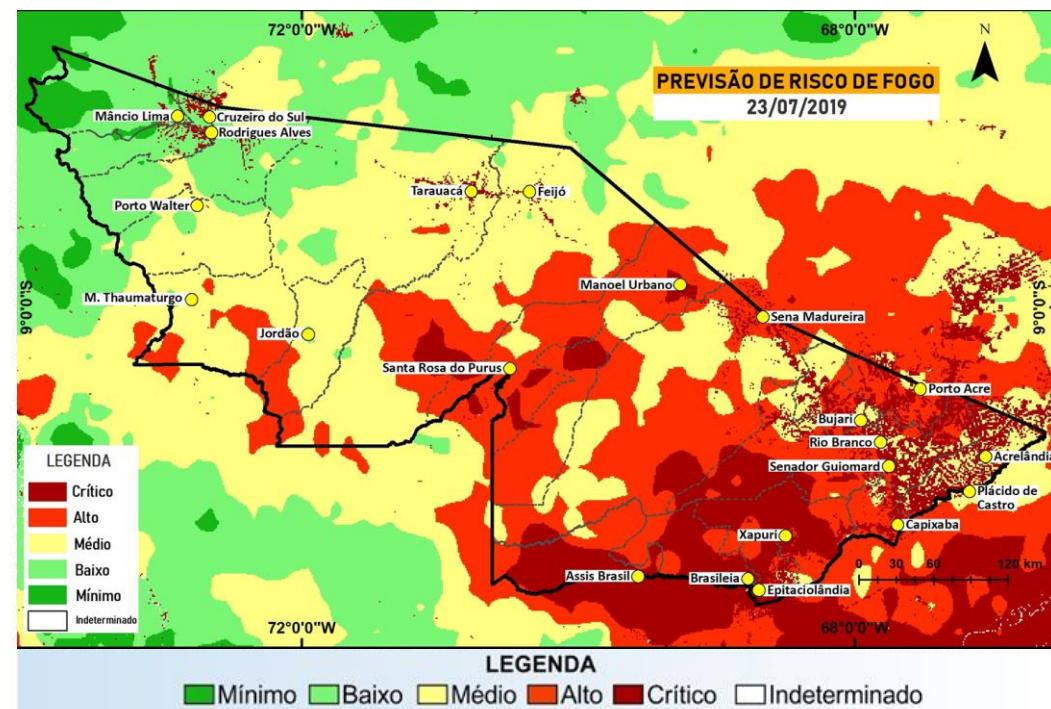 72°0'0"W
68°0'0"W
N
PREVISÃO DE RISCO DE FOGO
23/07/2019
Mâncio Lima
Cruzeiro do Sul
Rodrigues Alves
Tarauacá
Feijó
Porto Walter
Manoel Urbano
M. Thaumaturgo
9°0'0"S
9°0'0"S
Sena Madureira
Jordão
Santa Rosa do Purus
Porto Acre
Bujari
Rio Branco
Acrelândia
Senador Guiomard
Plácido de
Castro
Capixaba
Xapuri
Assis Brasil
Brasileia
Epitaciolândia
0 30 60 120 km
LEGENDA
Crítico
Alto
Médio
Baixo
Mínimo
Indeterminado
72°0'0"W
68°0'0"W
LEGENDA
Mínimo Baixo Médio Alto Crítico Indeterminado